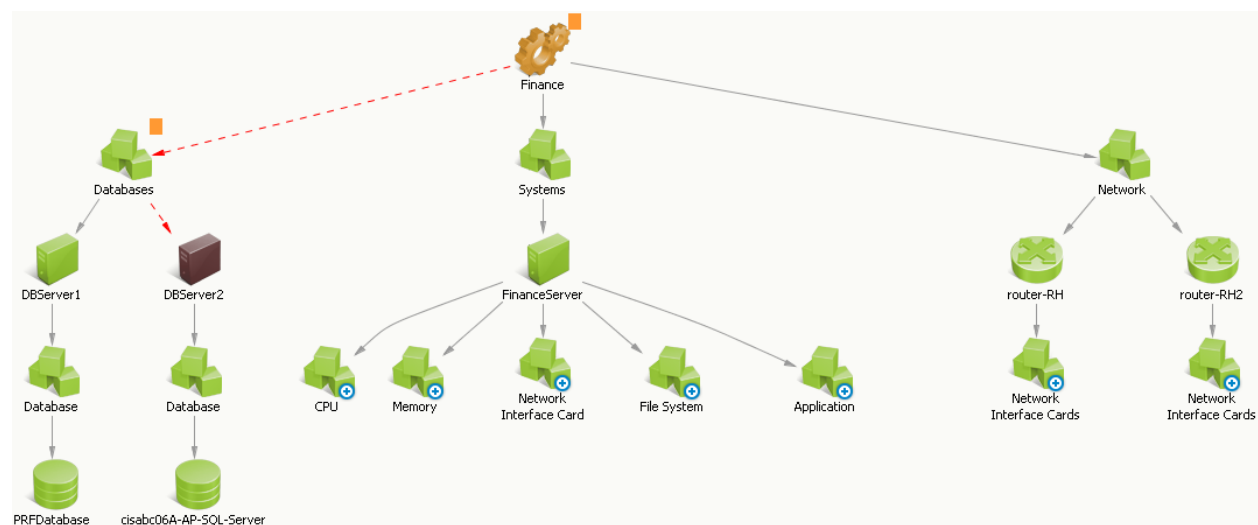 Finance
Databases
Systems
Network
DBServer1
DBServer2
FinanceServer
router-RH
router-RH2
Database
Database
CPU
Memory
Network
Interface Card
File System
Application
Network
Interface Cards
Network
Interface Cards
PRFDatabase
cisabc06A-AP-SQL-Server